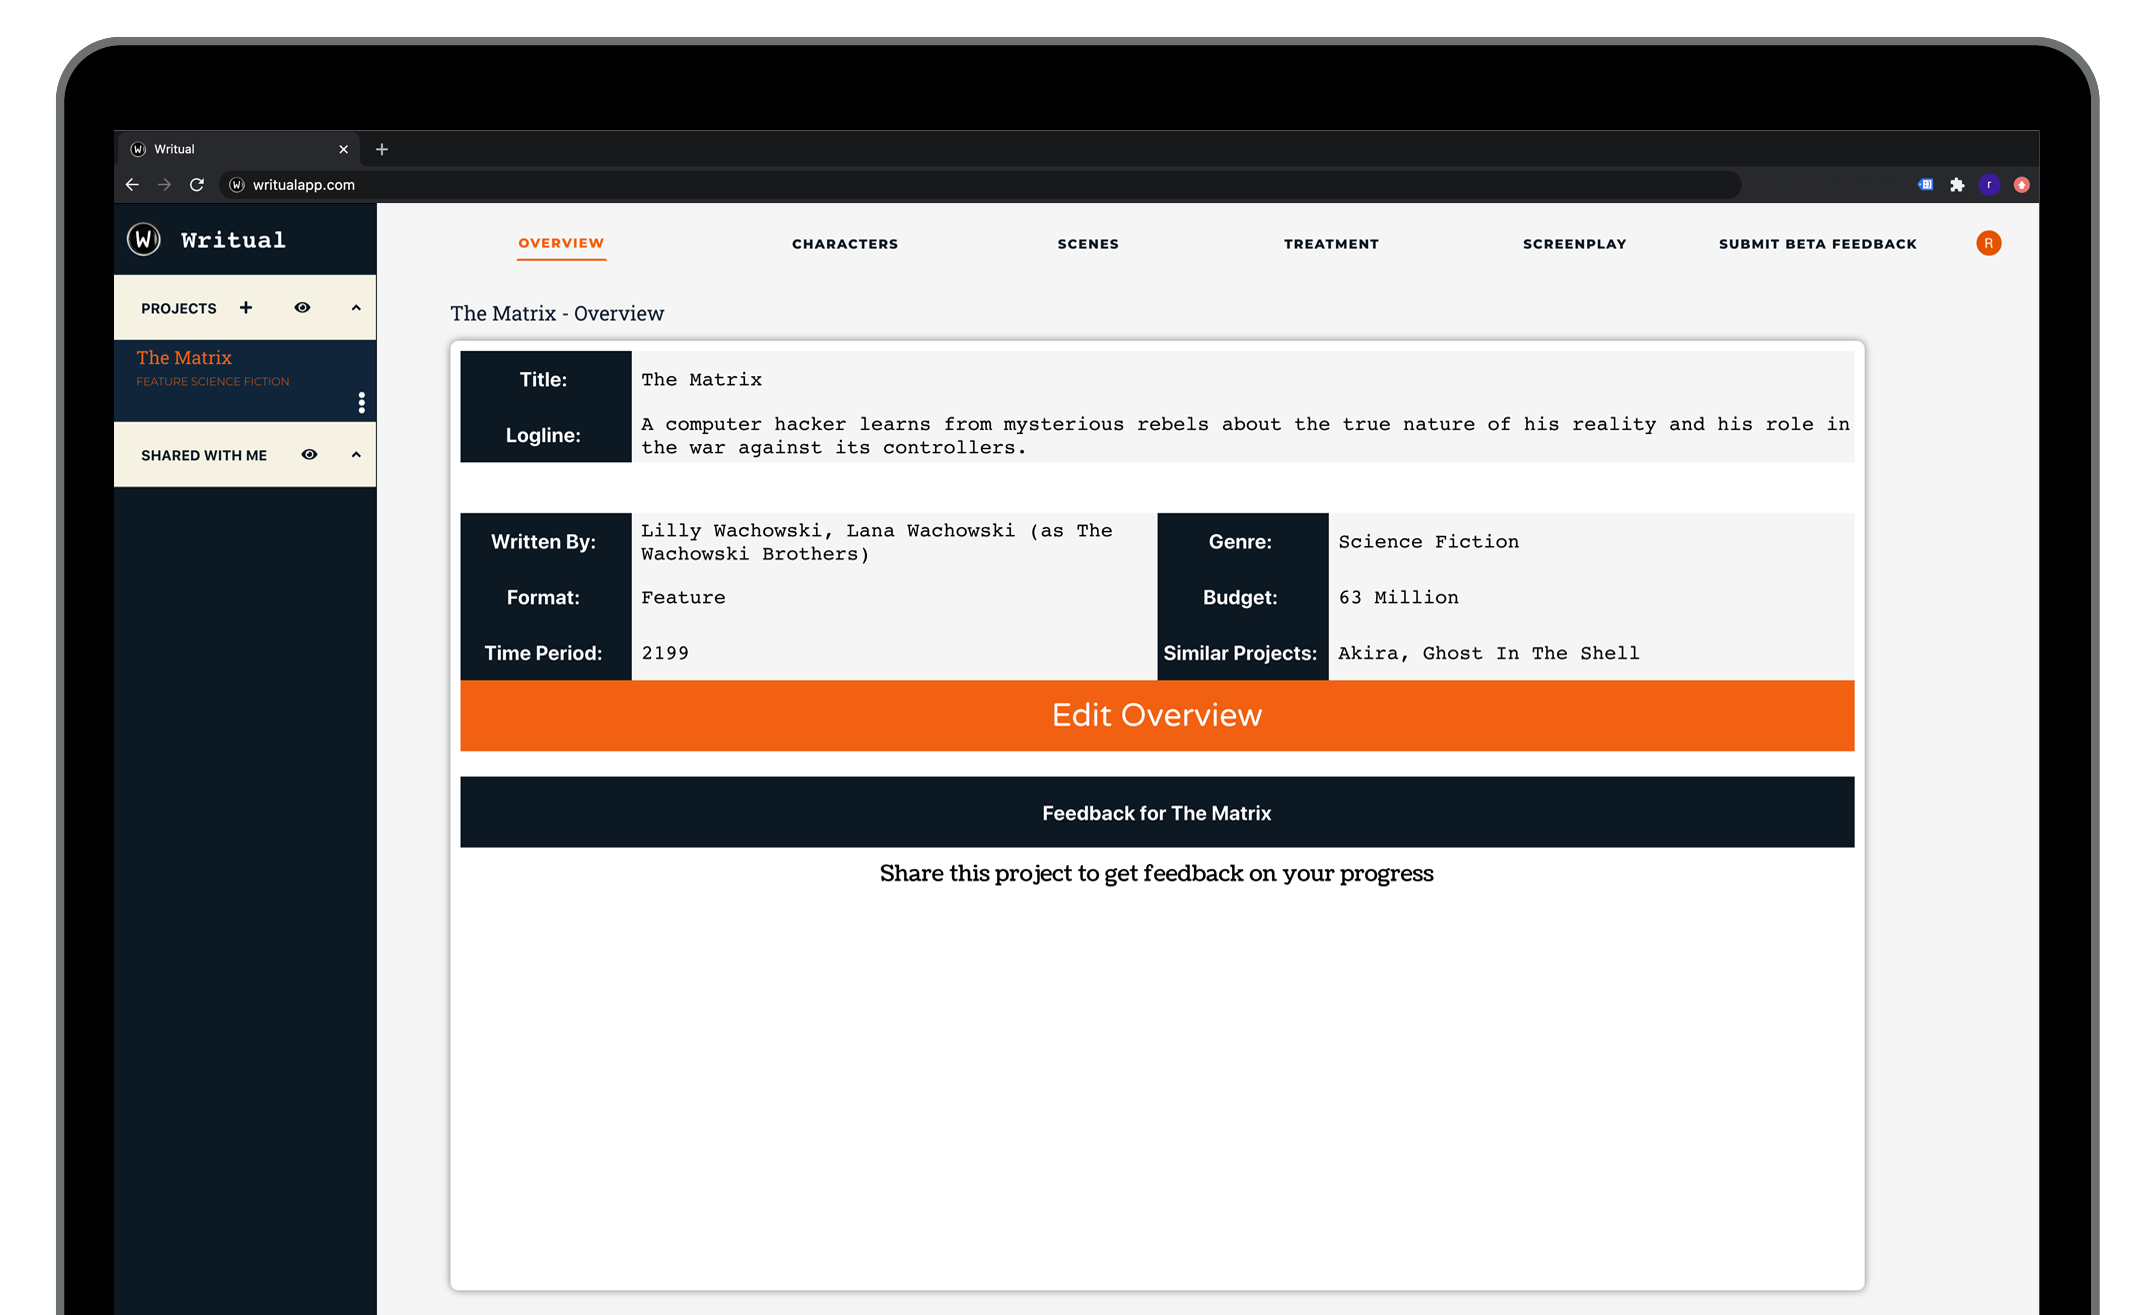 Writual
writualapp.com
r
W Writual
OVERVIEW CHARACTERS SCENES TREATMENT SCREENPLAY SUBMIT BETA FEEDBACK R
PROJECTS
The Matrix
FEATURE SCIENCE FICTION
SHARED WITH ME
The Matrix - Overview
Title: The Matrix
Logline: A computer hacker learns from mysterious rebels about the true nature of his reality and his role in
the war against its controllers.
Written By: Lilly Wachowski, Lana Wachowski (as The
Wachowski Brothers)
Format: Feature
Time Period: 2199
Genre: Science Fiction
Budget: 63 Million
Similar Projects: Akira, Ghost In The Shell
Edit Overview
Feedback for The Matrix
Share this project to get feedback on your progress